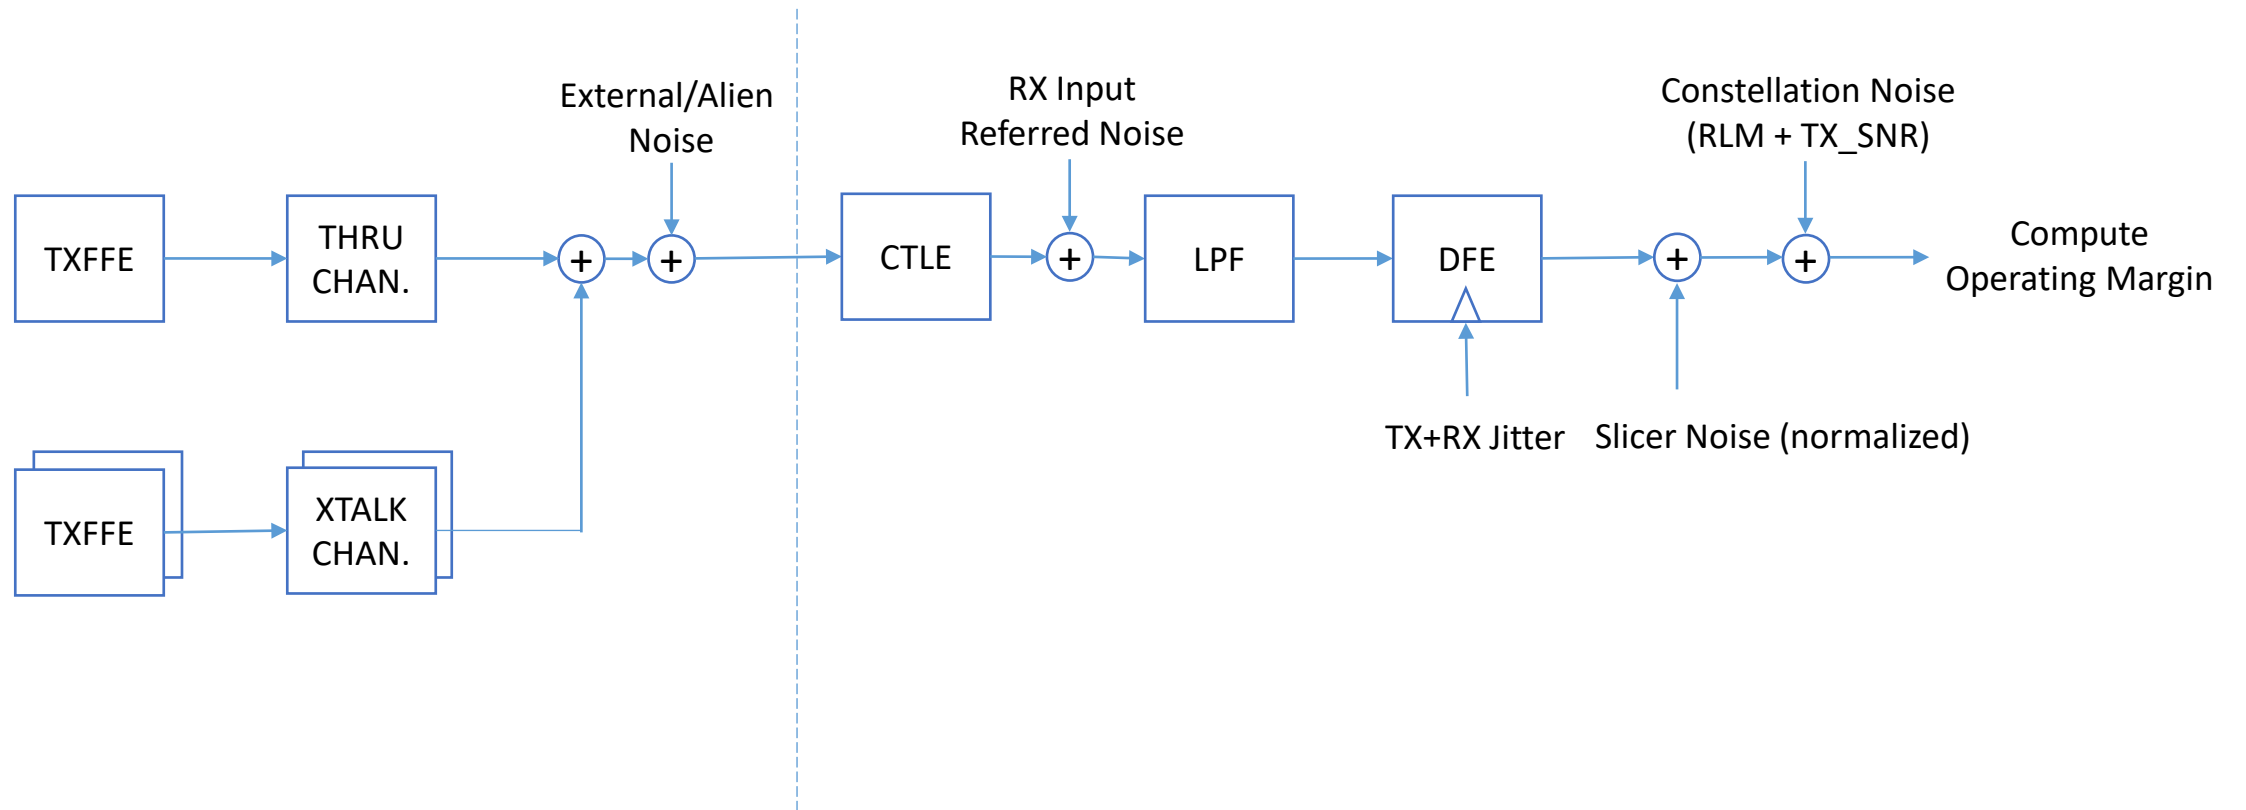 External/Alien
Noise
RX Input
Referred Noise
Constellation Noise
(RLM + TX_SNR)
TXFFE
THRU
CHAN.
+
+
CTLE
+
LPF
DFE
+
+
Compute
Operating Margin
TX+RX Jitter
Slicer Noise (normalized)
TXFFE
XTALK
CHAN.